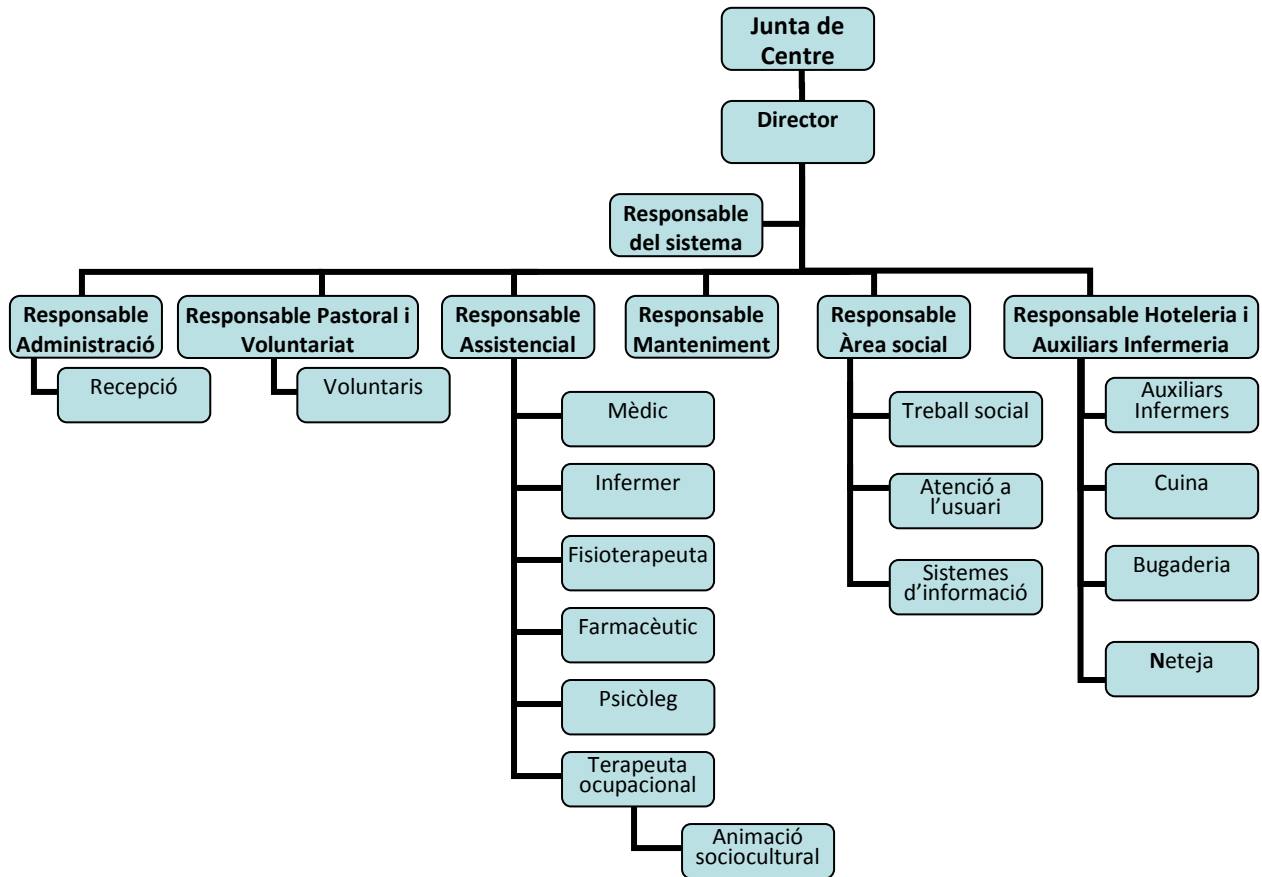 Junta de
Centre
Director
Responsable
del sistema
Responsable
Administració
Recepció
Responsable Pastoral i
Voluntariat
Voluntaris
Responsable
Assistencial
Mèdic
Infermer
Fisioterapeuta
Farmacèutic
Psicòleg
Terapeuta
ocupacional
Animació
sociocultural
Responsable
Manteniment
Responsable
Àrea social
Treball social
Atenció a
l’usuari
Sistemes
d’informació
Responsable Hoteleria i
Auxiliars Infermeria
Auxiliars
Infermers
Cuina
Bugaderia
Neteja